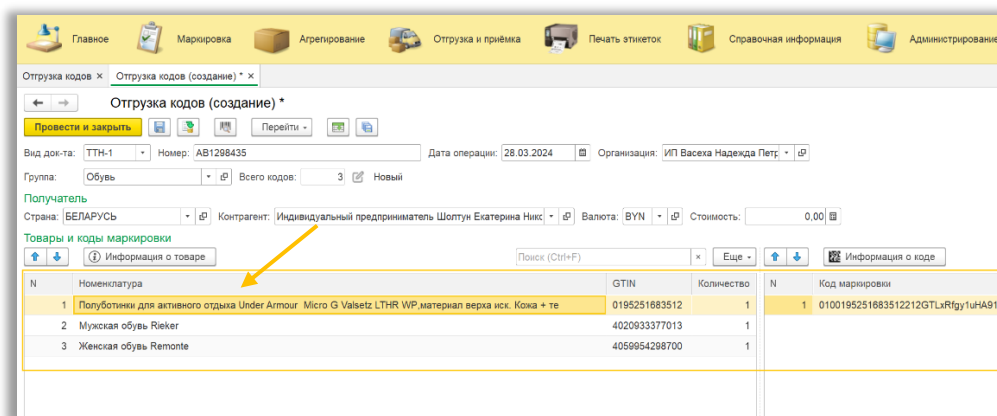 Главное Маркировка Агрегирование Отгрузка и приёмка Печать этикеток Справочная информация Администрирование
Отгрузка кодов × Отгрузка кодов (создание) * ×
Отгрузка кодов (создание) *
Провести и закрыть Перейти
Вид док-та: ТТН-1 Номер: АВ1298435 Дата операции: 28.03.2024 Организация: ИП Васеха Надежда Петр
Группа: Обувь Всего кодов: 3 Новый
Получатель
Страна: БЕЛАРУСЬ Контрагент: Индивидуальный предприниматель Шолтун Екатерина Никс Валюта: BYN Стоимость: 0,00
Товары и коды маркировки
Информация о товаре Поиск (Ctrl+F) × Еще Информация о коде
N Номенклатура GTIN Количество N Код маркировки
1 Полуботинки для активного отдыха Under Armour Micro G Valsetz LTHR WP,материал верха иск. Кожа + те 0195251683512 1 1 0100195251683512212GTLxRfgy1uHA91
2 Мужская обувь Rieker 4020933377013 1
3 Женская обувь Remonte 4059954298700 1